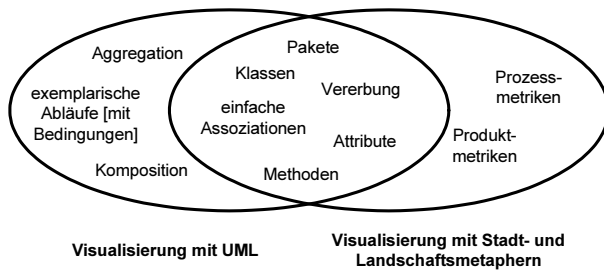 Aggregation
exemplarische
Abläufe [mit
Bedingungen]
Komposition
Pakete
Klassen
Vererbung
einfache
Assoziationen
Attribute
Methoden
Prozess-
metriken
Produkt-
metriken
Visualisierung mit UML
Visualisierung mit Stadt- und
Landschaftsmetaphern